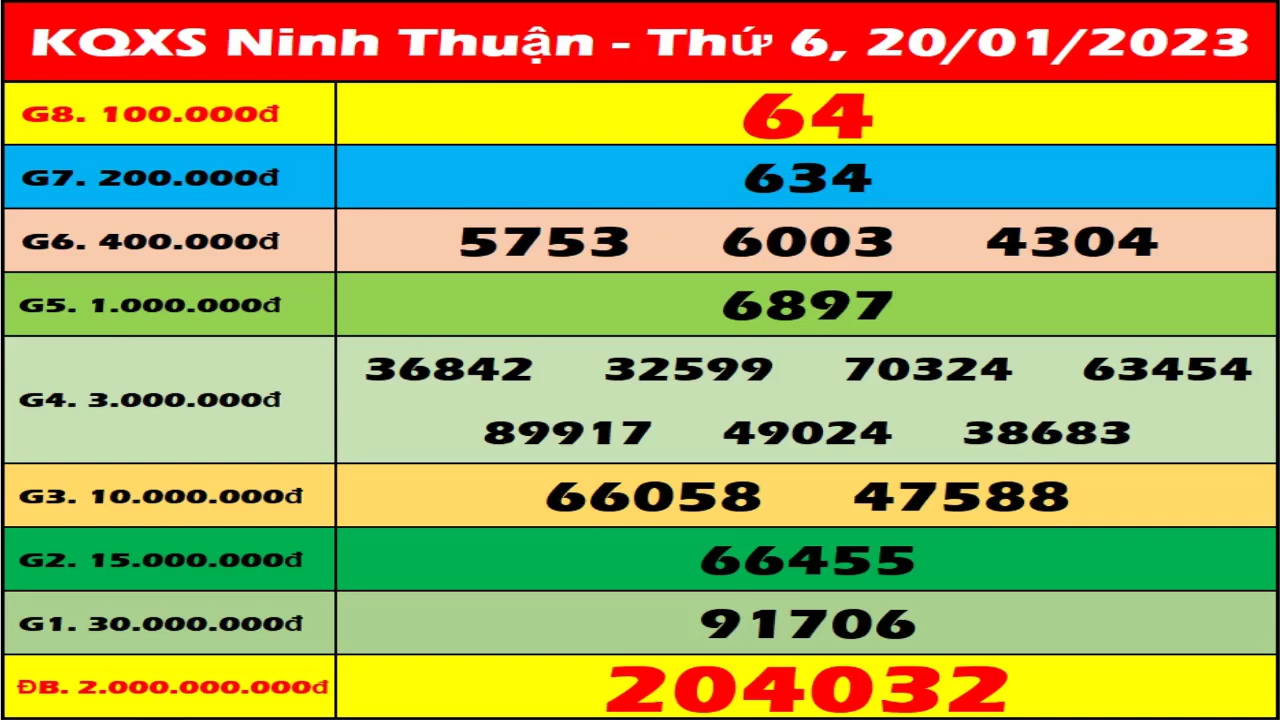 KQXS Ninh Thuận - Thứ 6, 20/01/2023
G8. 100.000đ 64
G7. 200.000đ 634
G6. 400.000đ 5753 6003 4304
G5. 1.000.000đ 6897
G4. 3.000.000đ
36842 32599 70324 63454
89917 49024 38683
G3. 10.000.000đ 66058 47588
G2. 15.000.000đ 66455
G1. 30.000.000đ 91706
ĐB. 2.000.000.000đ 204032